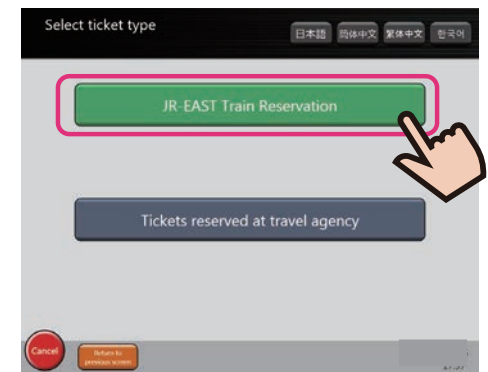 Select ticket type
日本語 简体中文 繁体中文 한국어
JR-EAST Train Reservation
Tickets reserved at travel agency
Cancel
Return to
previous screen